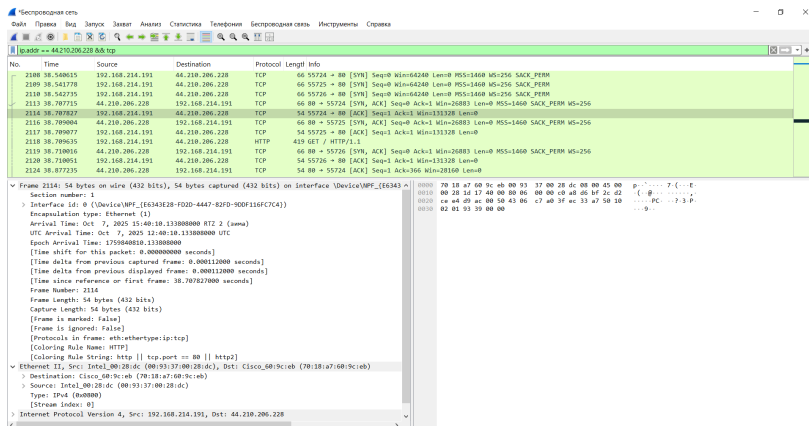 *Беспроводная сеть
Файл Правка Вид Запуск Захват Анализ Статистика Телефония Беспроводная связь Инструменты Справка
ip.addr == 44.210.206.228 && tcp
No. Time Source Destination Protocol Lengtl Info
2108 38.540615 192.168.214.191 44.210.206.228 TCP 66 55724 → 80 [SYN] Seq=0 Win=64240 Len=0 MSS=1460 WS=256 SACK_PERM
2109 38.541778 192.168.214.191 44.210.206.228 TCP 66 55725 → 80 [SYN] Seq=0 Win=64240 Len=0 MSS=1460 WS=256 SACK_PERM
2110 38.542735 192.168.214.191 44.210.206.228 TCP 66 55726 → 80 [SYN] Seq=0 Win=64240 Len=0 MSS=1460 WS=256 SACK_PERM
2113 38.707715 44.210.206.228 192.168.214.191 TCP 66 80 → 55724 [SYN, ACK] Seq=0 Ack=1 Win=26883 Len=0 MSS=1460 SACK_PERM WS=256
2114 38.707827 192.168.214.191 44.210.206.228 TCP 54 55724 → 80 [ACK] Seq=1 Ack=1 Win=131328 Len=0
2116 38.709004 44.210.206.228 192.168.214.191 TCP 66 80 → 55725 [SYN, ACK] Seq=0 Ack=1 Win=26883 Len=0 MSS=1460 SACK_PERM WS=256
2117 38.709077 192.168.214.191 44.210.206.228 TCP 54 55725 → 80 [ACK] Seq=1 Ack=1 Win=131328 Len=0
2118 38.709635 192.168.214.191 44.210.206.228 HTTP 419 GET / HTTP/1.1
2119 38.710016 44.210.206.228 192.168.214.191 TCP 66 80 → 55726 [SYN, ACK] Seq=0 Ack=1 Win=26883 Len=0 MSS=1460 SACK_PERM WS=256
2120 38.710051 192.168.214.191 44.210.206.228 TCP 54 55726 → 80 [ACK] Seq=1 Ack=1 Win=131328 Len=0
2124 38.877235 44.210.206.228 192.168.214.191 TCP 54 80 → 55724 [ACK] Seq=1 Ack=366 Win=28160 Len=0
Frame 2114: 54 bytes on wire (432 bits), 54 bytes captured (432 bits) on interface \Device\NPF_{E6343
Section number: 1
Interface id: 0 (\Device\NPF_{E6343E28-FD2D-4447-82FD-9DDF116FC7C4})
Encapsulation type: Ethernet (1)
Arrival Time: Oct 7, 2025 15:40:10.133808000 RTZ 2 (зима)
UTC Arrival Time: Oct 7, 2025 12:40:10.133808000 UTC
Epoch Arrival Time: 1759840810.133808000
[Time shift for this packet: 0.000000000 seconds]
[Time delta from previous captured frame: 0.000112000 seconds]
[Time delta from previous displayed frame: 0.000112000 seconds]
[Time since reference or first frame: 38.707827000 seconds]
Frame Number: 2114
Frame Length: 54 bytes (432 bits)
Capture Length: 54 bytes (432 bits)
[Frame is marked: False]
[Frame is ignored: False]
[Protocols in frame: eth:ethertype:ip:tcp]
[Coloring Rule Name: HTTP]
[Coloring Rule String: http || tcp.port == 80 || http2]
Ethernet II, Src: Intel_00:28:dc (00:93:37:00:28:dc), Dst: Cisco_60:9c:eb (70:18:a7:60:9c:eb)
Destination: Cisco_60:9c:eb (70:18:a7:60:9c:eb)
Source: Intel_00:28:dc (00:93:37:00:28:dc)
Type: IPv4 (0x0800)
[Stream index: 0]
Internet Protocol Version 4, Src: 192.168.214.191, Dst: 44.210.206.228
0000 70 18 a7 60 9c eb 00 93 37 00 28 dc 08 00 45 00 p··`···· 7·(···E·
0010 00 28 1d 17 40 00 80 06 00 00 c0 a8 d6 bf 2c d2 ·(··@··· ······,·
0020 ce e4 d9 ac 00 50 43 06 c7 a0 3f ec 33 a7 50 10 ·····PC· ··?·3·P·
0030 02 01 93 39 00 00 ···9··